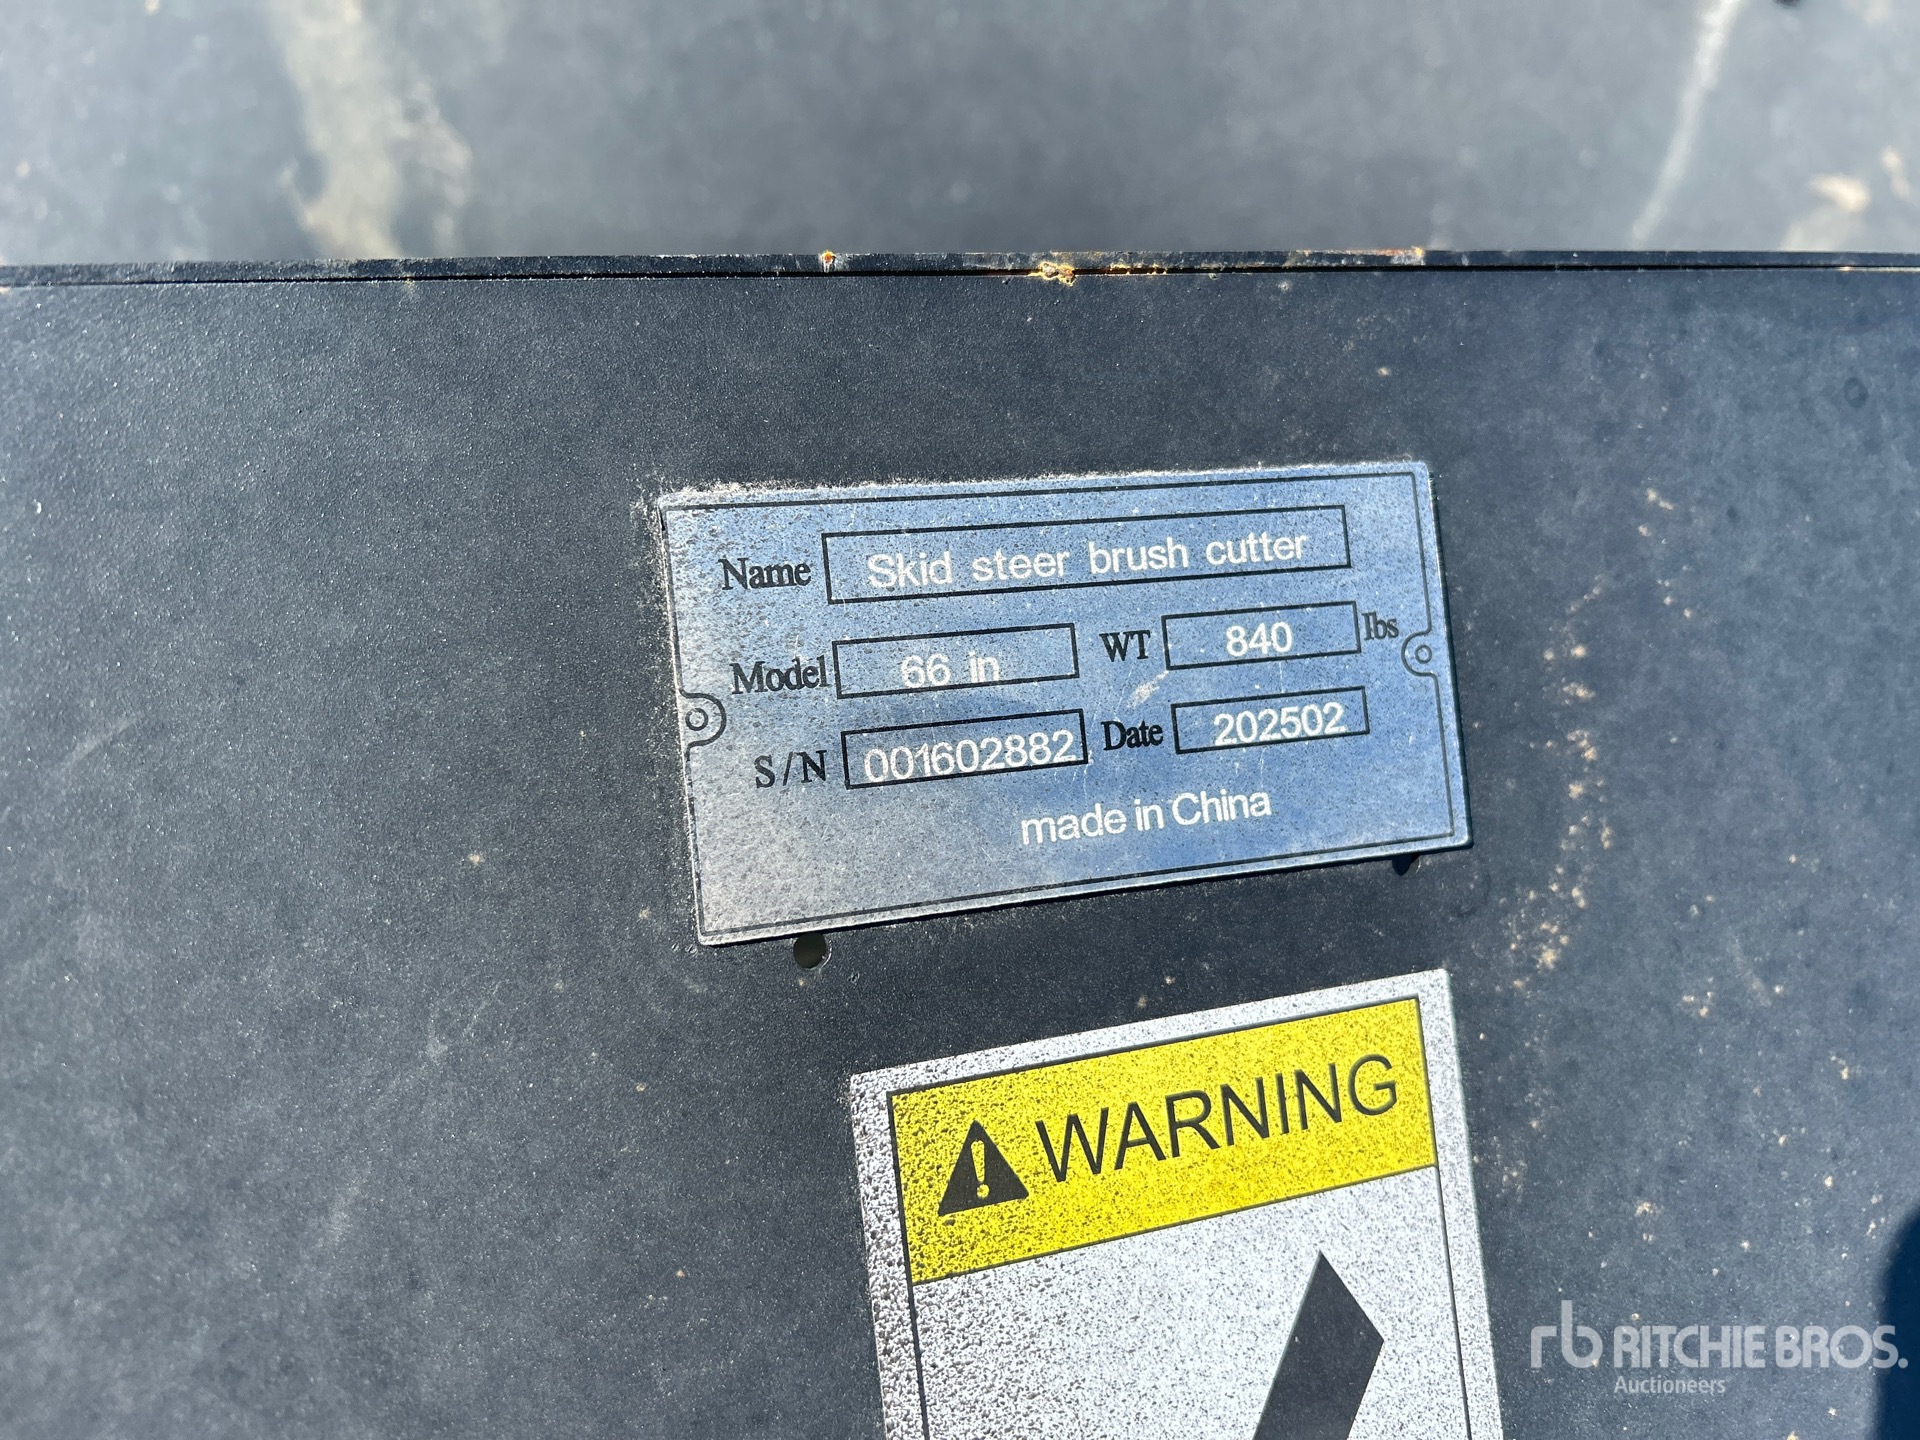 Name Skid steer brush cutter
Model 66 in WT 840 lbs
S/N 001602882 Date 202502
made in China
WARNING
rb RITCHIE BROS.
Auctioneers